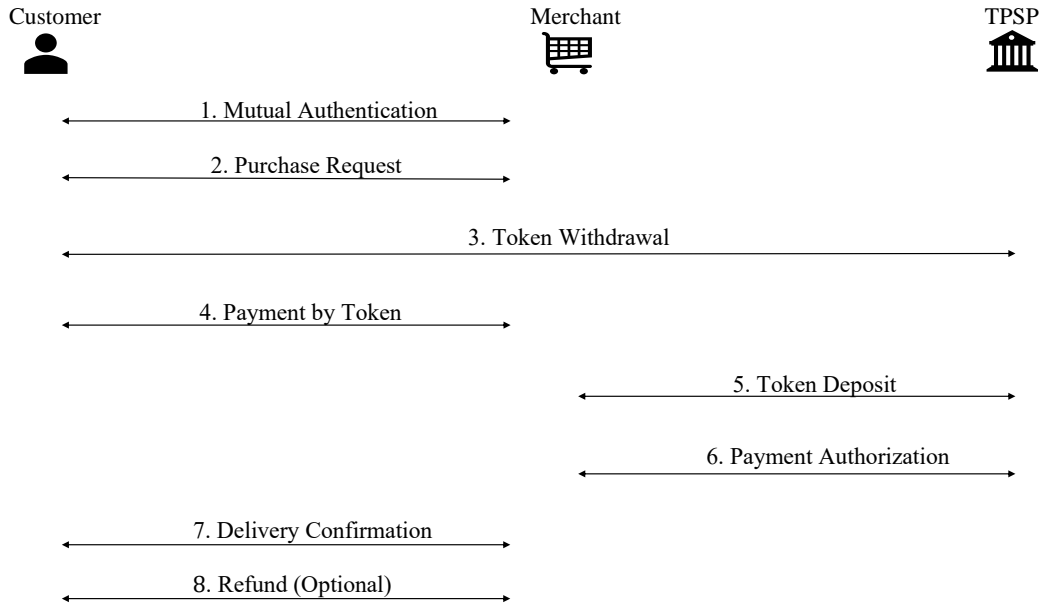 Customer
Merchant
TPSP
1. Mutual Authentication
2. Purchase Request
3. Token Withdrawal
4. Payment by Token
5. Token Deposit
6. Payment Authorization
7. Delivery Confirmation
8. Refund (Optional)